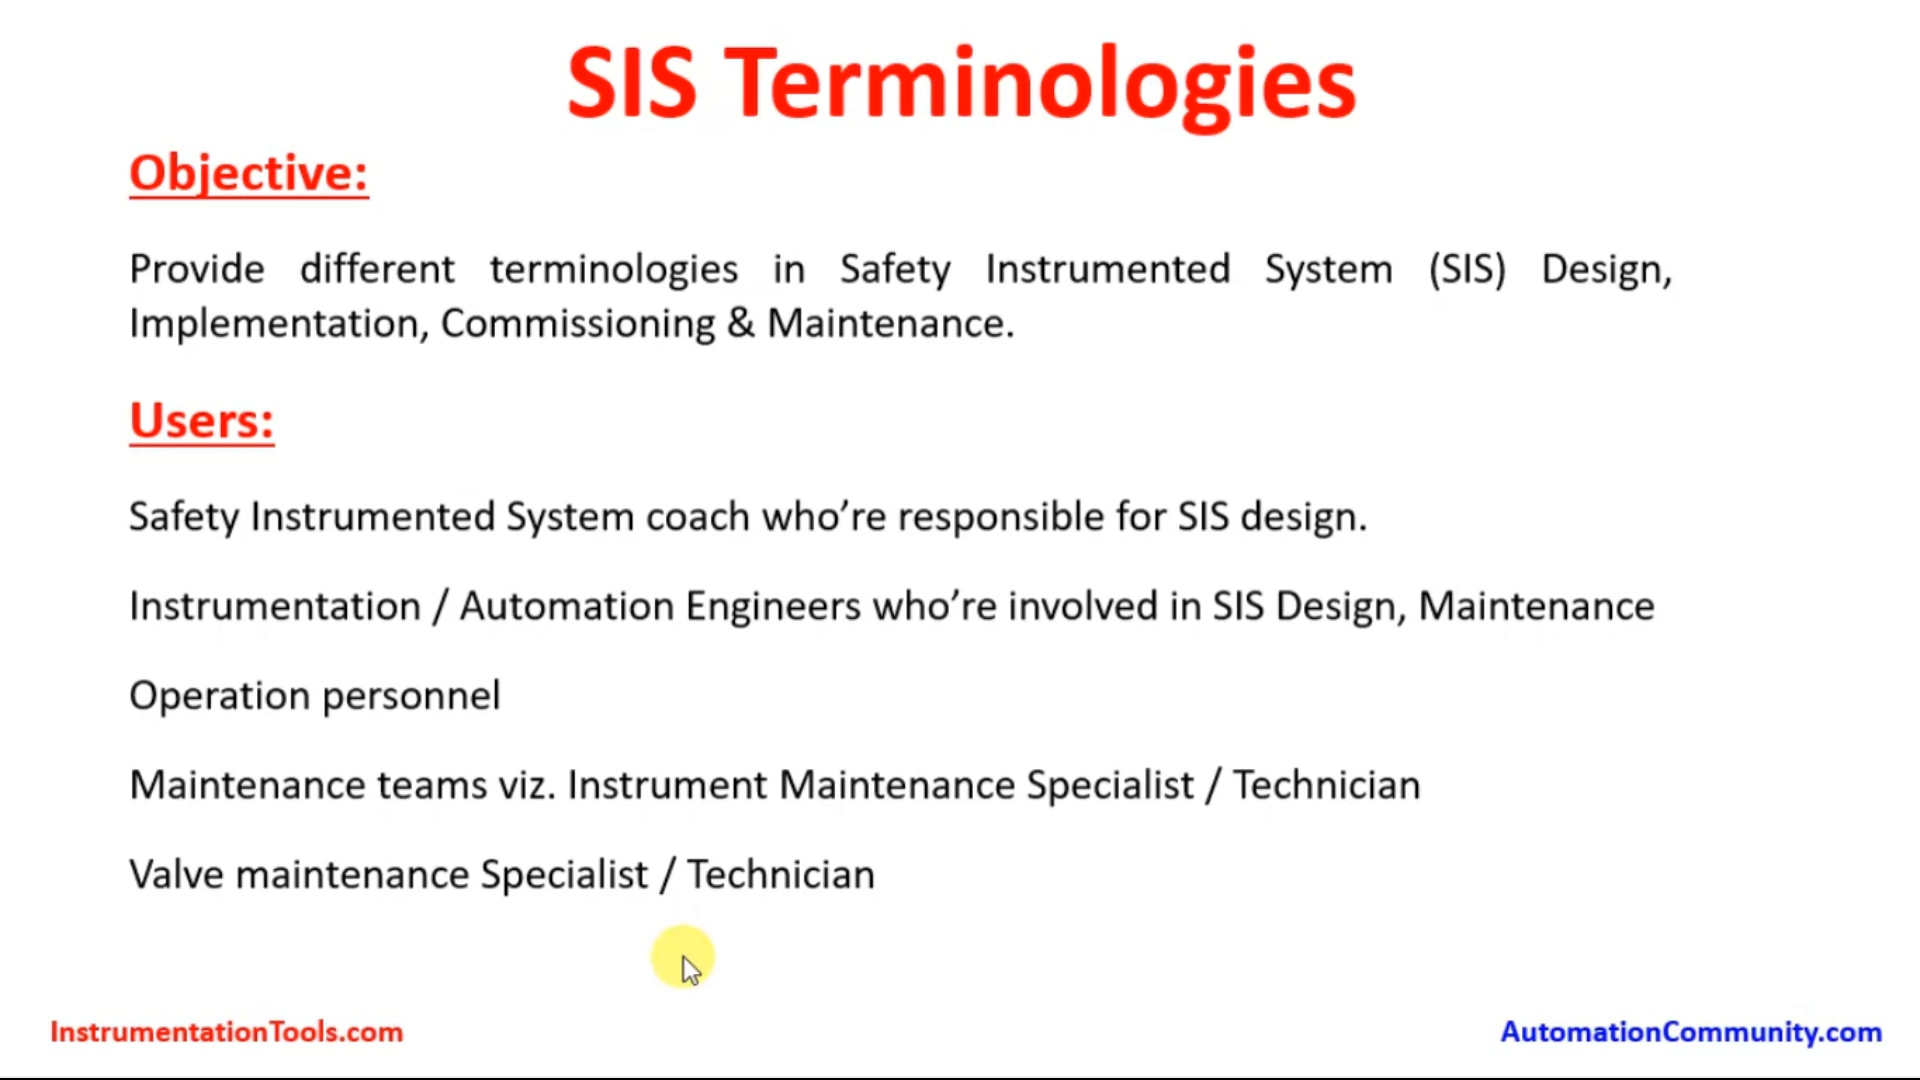 SIS Terminologies
Objective:
Provide different terminologies in Safety Instrumented System (SIS) Design,
Implementation, Commissioning & Maintenance.
Users:
Safety Instrumented System coach who’re responsible for SIS design.
Instrumentation / Automation Engineers who’re involved in SIS Design, Maintenance
Operation personnel
Maintenance teams viz. Instrument Maintenance Specialist / Technician
Valve maintenance Specialist / Technician
InstrumentationTools.com
AutomationCommunity.com